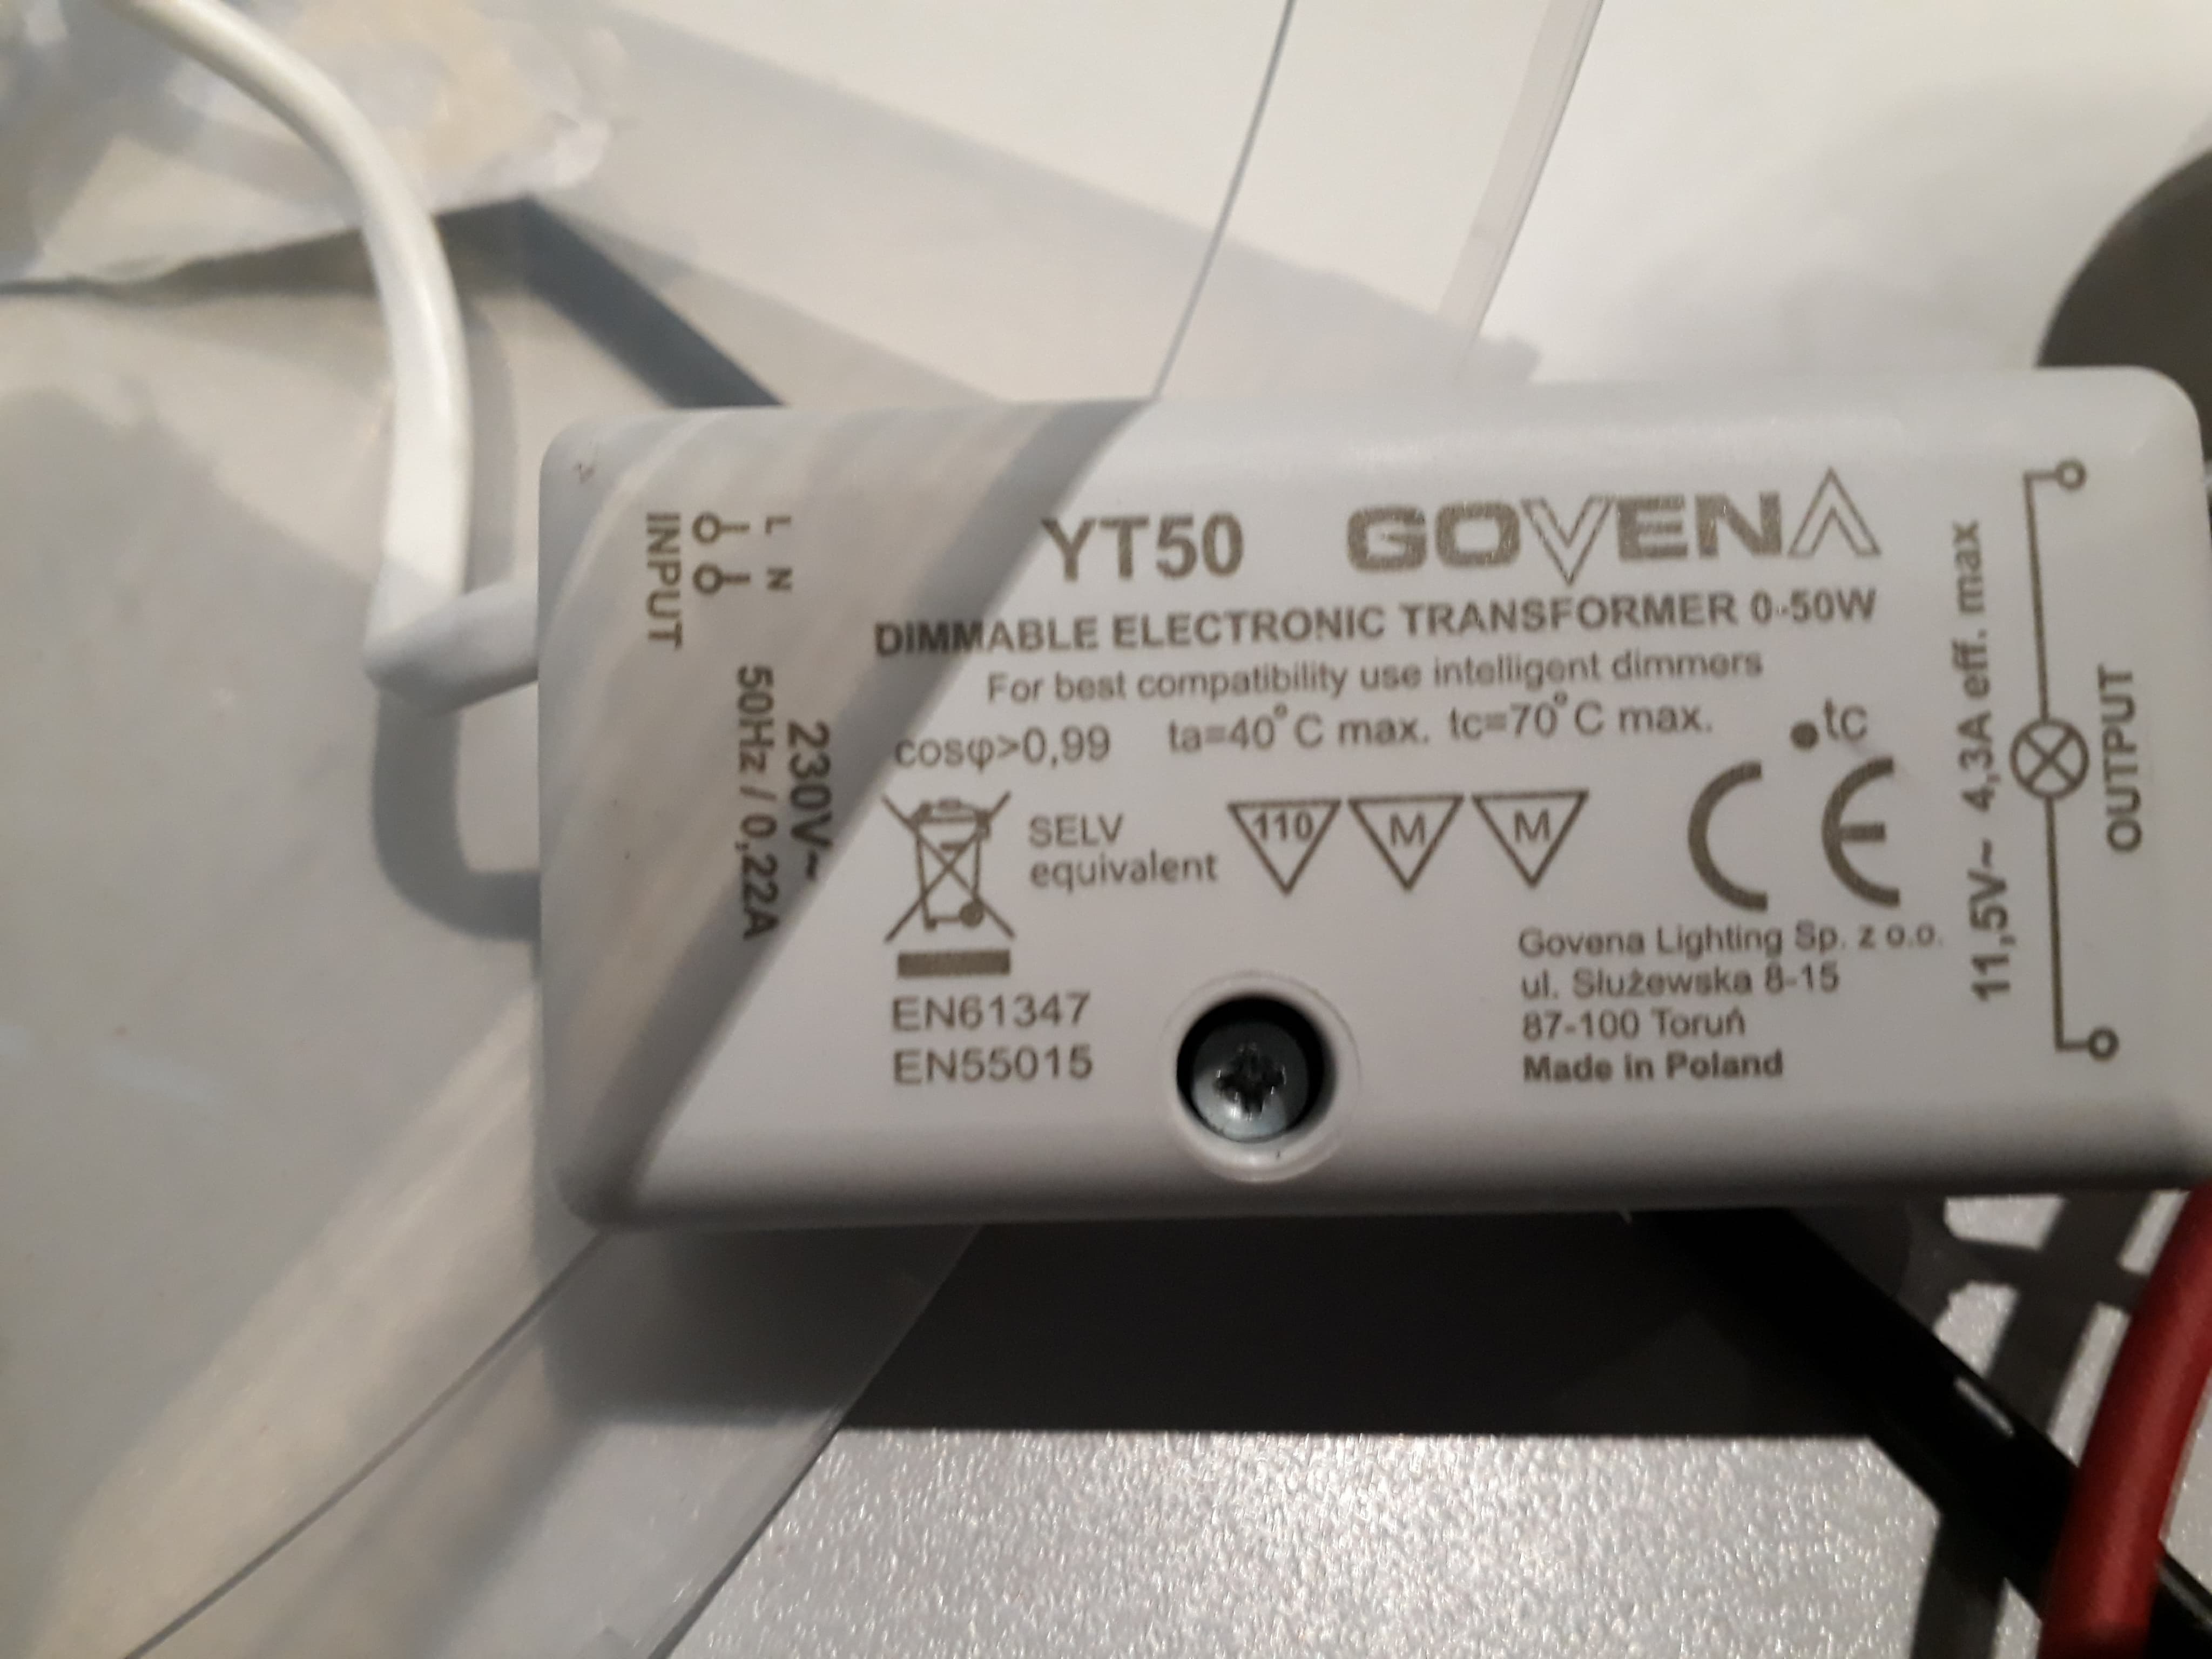 L N
INPUT
230V~
50Hz / 0,22A
YT50 GOVENA
DIMMABLE ELECTRONIC TRANSFORMER 0-50W
For best compatibility use intelligent dimmers
cosφ>0,99 ta=40°C max. tc=70°C max.
•tc
SELV
equivalent
110 M M
CE
EN61347
EN55015
Govena Lighting Sp. z o.o.
ul. Służewska 8-15
87-100 Toruń
Made in Poland
11,5V~ 4,3A eff. max
OUTPUT